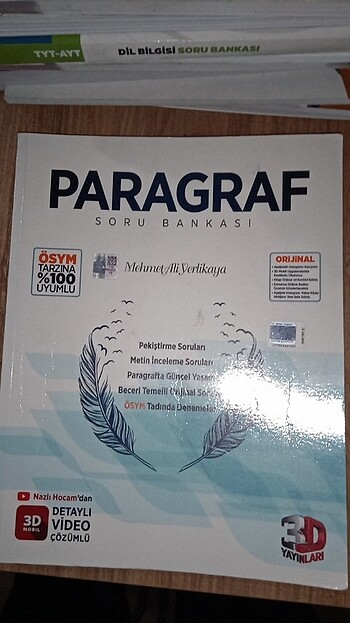 TYT-AYT
DİL BİLGİSİ SORU BANKASI
PARAGRAF
SORU BANKASI
ÖSYM
TARZINA
%100
UYUMLU
Mehmet Ali Yerlikaya
ORİJİNAL
Pekiştirme Soruları
Metin İnceleme Soruları
Paragrafta Güncel
Beceri Temelli Orijinal
ÖSYM Tadında Denemeler
Nazlı Hocam'dan
3D
MOBİL
DETAYLI
VİDEO
ÇÖZÜMLÜ
3D
YAYINLARI